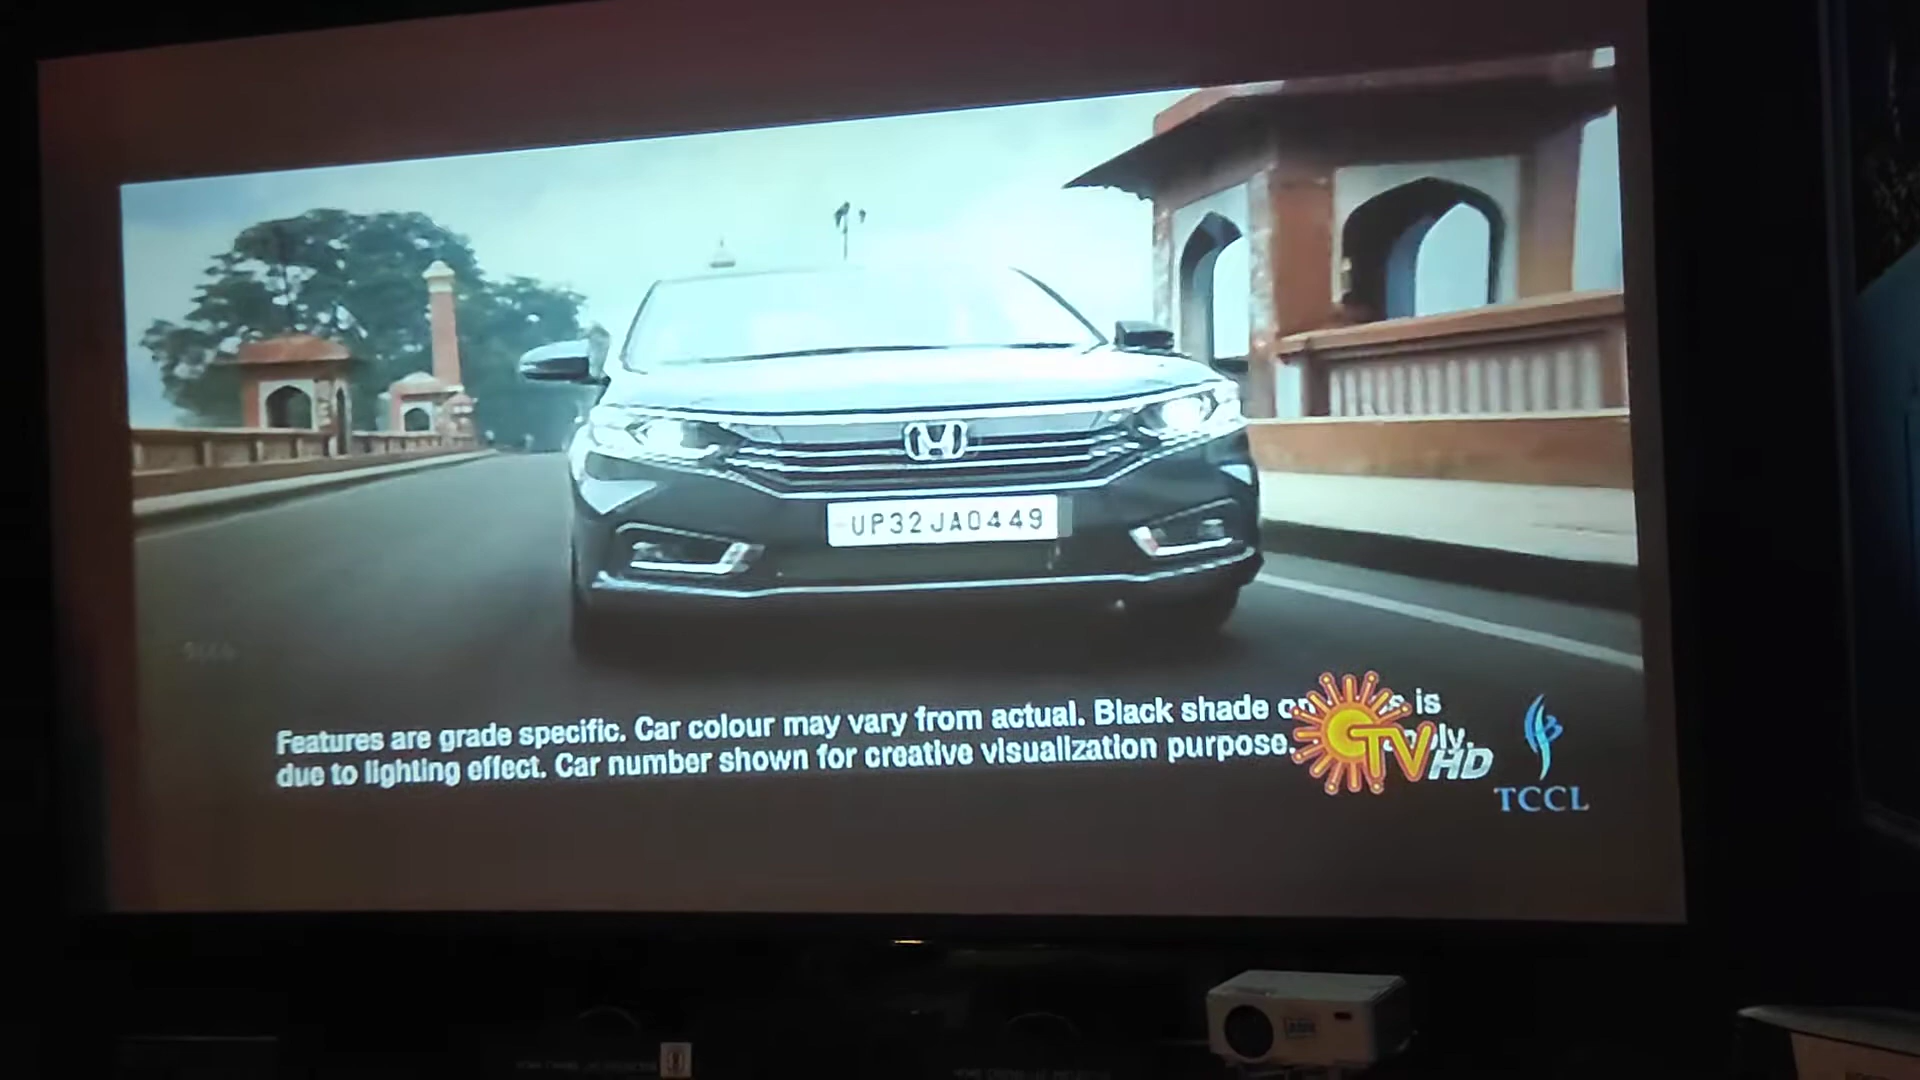 UP32JA0449
Features are grade specific. Car colour may vary from actual. Black shade is
due to lighting effect. Car number shown for creative visualization purpose.
TV HD
TCCL